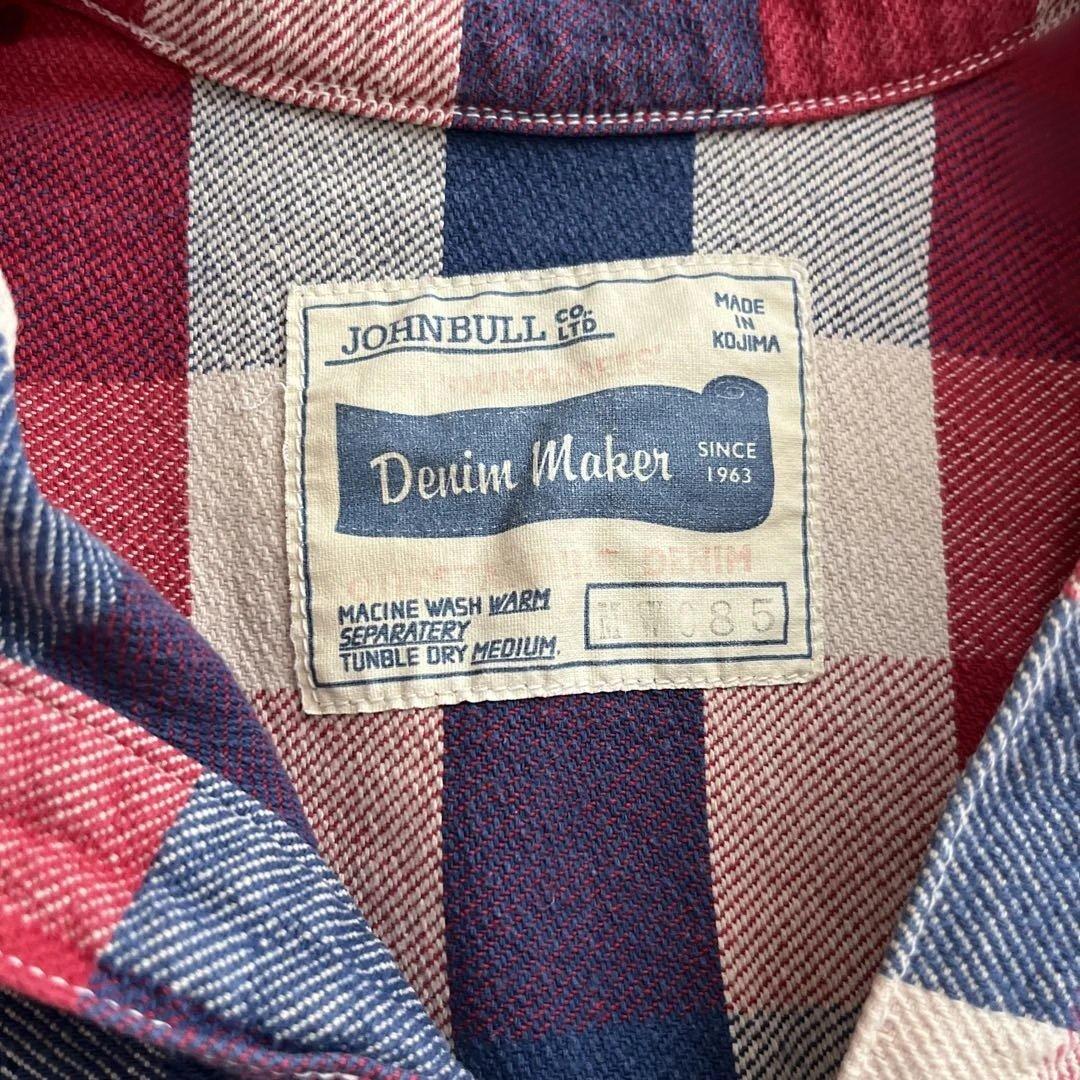 JOHNBULL CO. LTD
MADE
IN
KOJIMA
Denim Maker
SINCE
1963
MACINE WASH WARM
SEPARATERY
TUNBLE DRY MEDIUM.